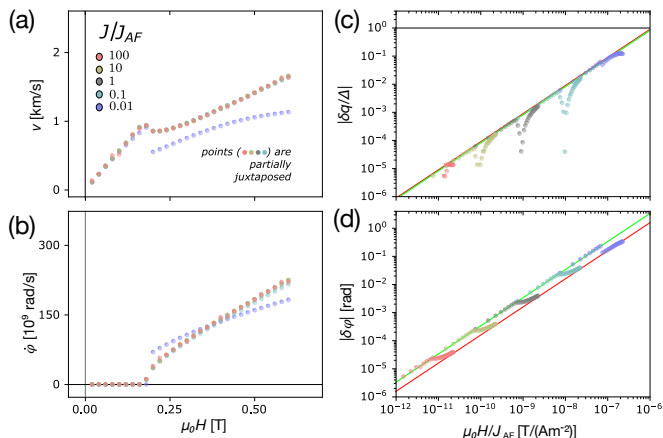 (a)
J/J_AF
100
10
1
0.1
0.01
points ( ) are
partially
juxtaposed
v [km/s]
2
1
0
(b)
φ̇ [10⁹ rad/s]
300
150
0
0.00
0.25
0.50
μ₀H [T]
(c)
|δq/Δ|
10⁰
10⁻¹
10⁻²
10⁻³
10⁻⁴
10⁻⁵
10⁻⁶
(d)
|δφ| [rad]
10⁰
10⁻¹
10⁻²
10⁻³
10⁻⁴
10⁻⁵
10⁻⁶
10⁻¹²
10⁻¹¹
10⁻¹⁰
10⁻⁹
10⁻⁸
10⁻⁷
10⁻⁶
μ₀H/J_AF [T/(Am⁻²)]